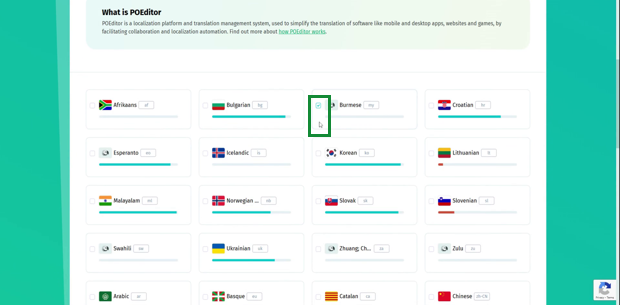 What is POEditor
POEditor is a localization platform and translation management system, used to simplify the translation of software like mobile and desktop apps, websites and games, by
facilitating collaboration and localization automation. Find out more about how POEditor works.
Afrikaans af
Bulgarian bg
Burmese my
Croatian hr
Esperanto eo
Icelandic is
Korean ko
Lithuanian lt
Malayalam ml
Norwegian ... nb
Slovak sk
Slovenian sl
Swahili sw
Ukrainian uk
Zhuang; Ch... za
Zulu zu
Arabic ar
Basque eu
Catalan ca
Chinese zh-CN
Privacy - Terms